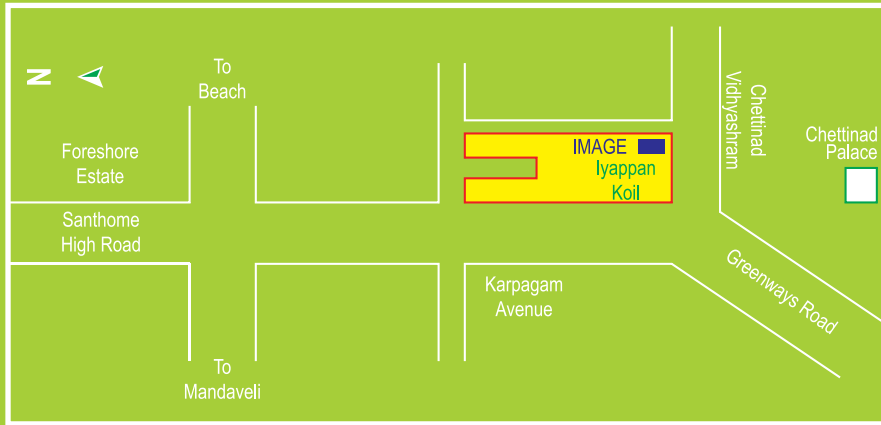 N
To
Beach
Foreshore
Estate
Santhome
High Road
To
Mandaveli
IMAGE
Iyappan
Koil
Karpagam
Avenue
Chettinad
Vidhyashram
Chettinad
Palace
Greenways Road